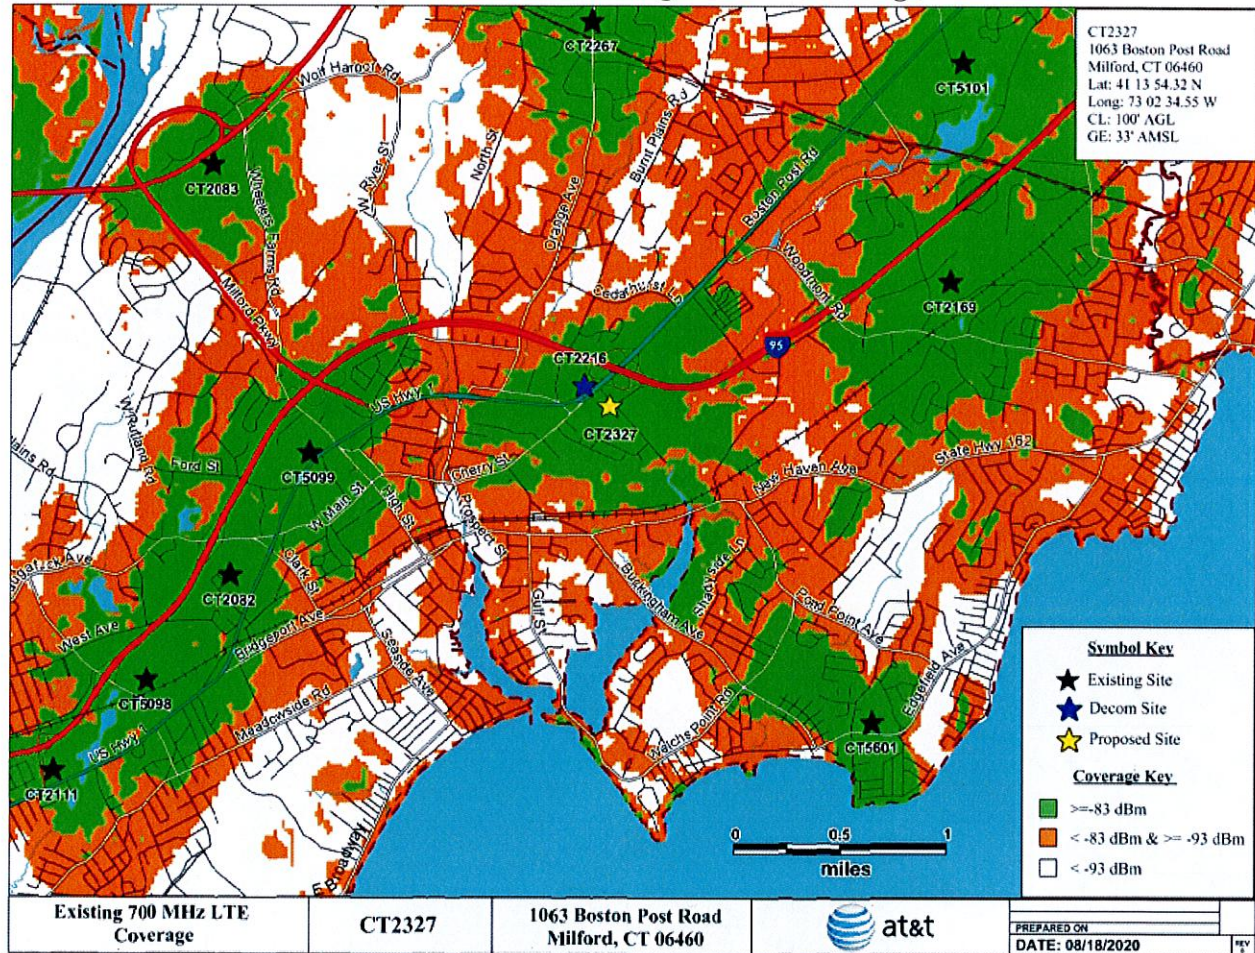 CT2327
1063 Boston Post Road
Milford, CT 06460
Lat: 41 13 54.32 N
Long: 73 02 34.55 W
CL: 100' AGL
GE: 33' AMSL
CT2267
CT5101
Wolf Harbor Rd
CT2083
Wheelers Farms Rd
W River St
North St
Burnt Plains Rd
Orange Ave
Boston Post Rd
Woodmont Rd
Milford Pkwy
Cedarhurst Ln
CT2169
95
CT2216
US Hwy 1
CT2327
W Rutland Rd
Ford St
CT5099
Cherry St
State Hwy 162
New Haven Ave
W Main St
High St
Prospect St
CT2082
Clark St
West Ave
Bridgeport Ave
Gulf St
Buckingham Ave
Shadyside Ln
Pond Point Ave
Seaside Ave
CT5098
Meadowside Rd
Welchs Point Rd
Edgefield Ave
CT5601
US Hwy 1
CT2111
E Broadway
0 0.5 1
miles
Symbol Key
Existing Site
Decom Site
Proposed Site
Coverage Key
>=-83 dBm
< -83 dBm & >= -93 dBm
< -93 dBm
Existing 700 MHz LTE
Coverage
CT2327
1063 Boston Post Road
Milford, CT 06460
at&t
PREPARED ON
DATE: 08/18/2020
REV